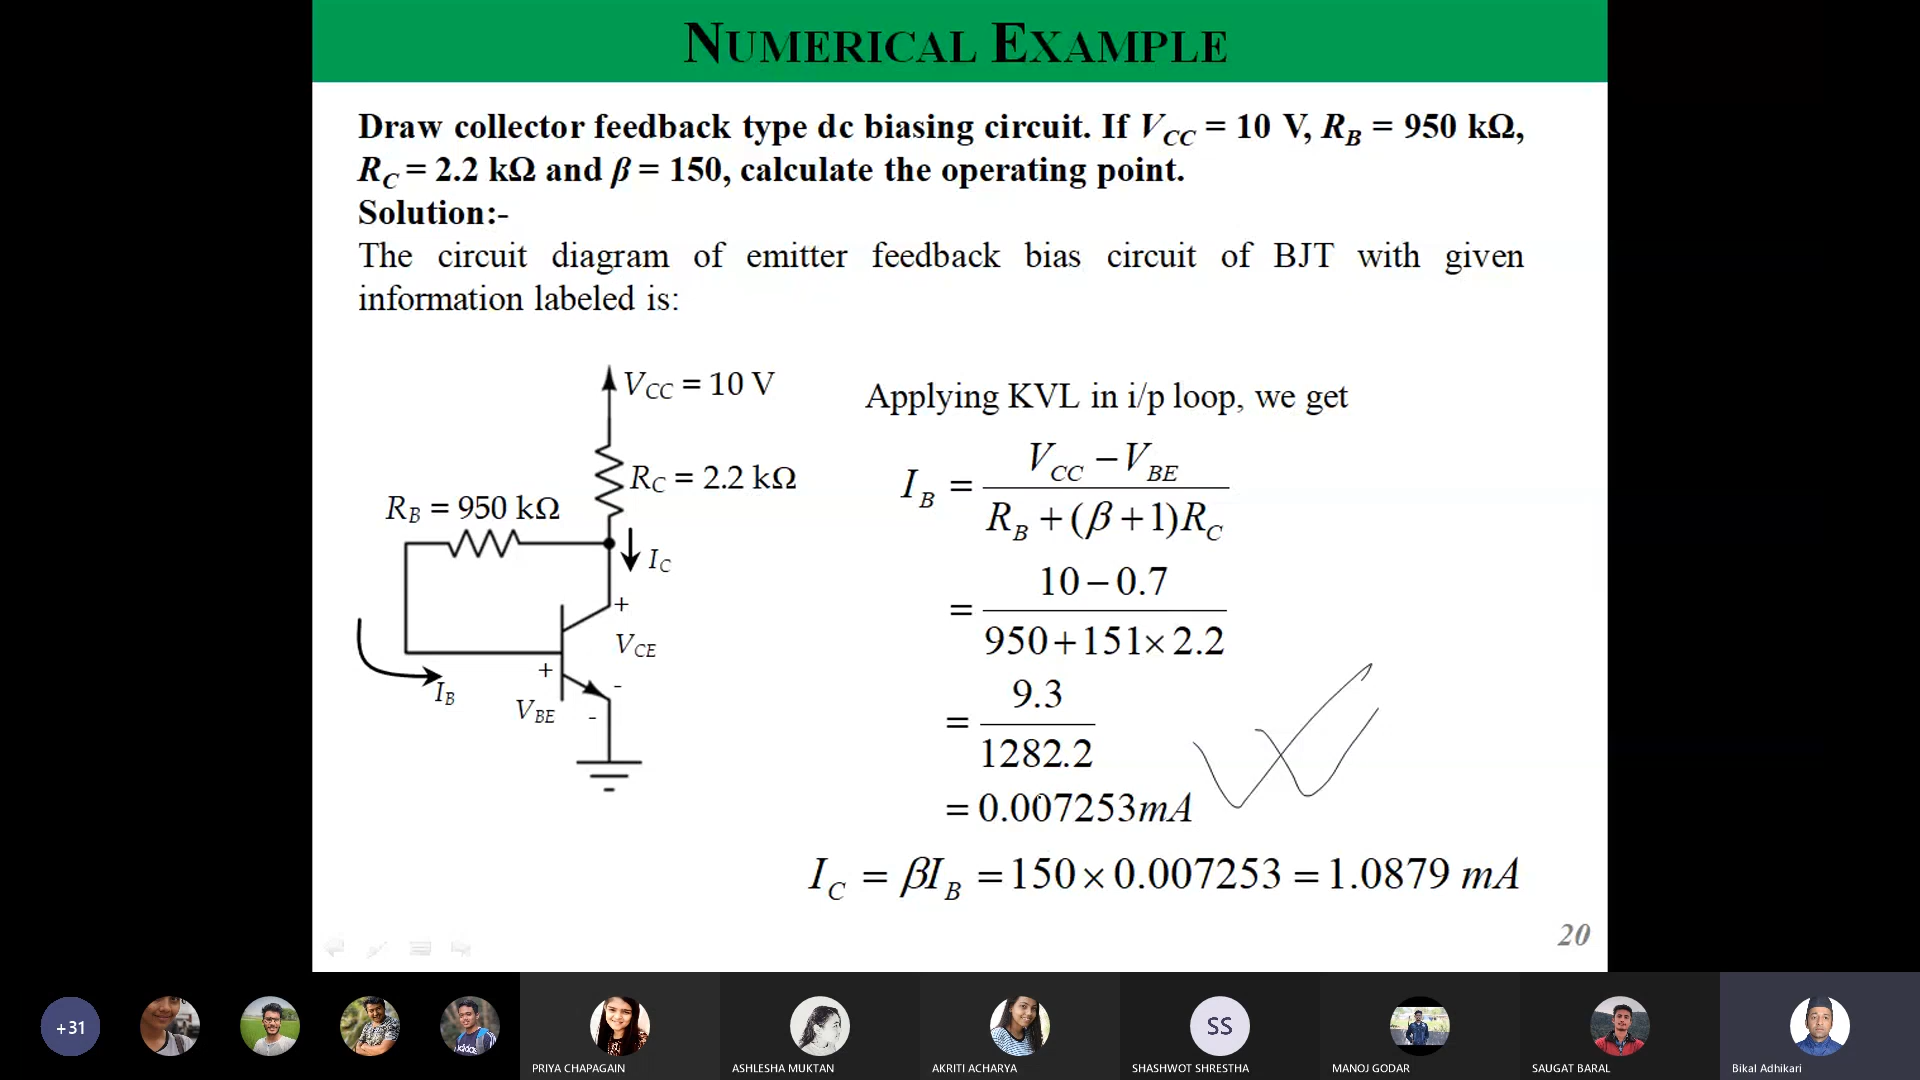 NUMERICAL EXAMPLE
Draw collector feedback type dc biasing circuit. If VCC = 10 V, RB = 950 kΩ,
RC = 2.2 kΩ and β = 150, calculate the operating point.
Solution:-
The circuit diagram of emitter feedback bias circuit of BJT with given
information labeled is:
VCC = 10 V
RC = 2.2 kΩ
RB = 950 kΩ
IC
+
VCE
-
+
VBE
-
IB
Applying KVL in i/p loop, we get
IB = (VCC − VBE) / (RB + (β + 1)RC)
= (10 − 0.7) / (950 + 151 × 2.2)
= 9.3 / 1282.2
= 0.007253mA
IC = βIB = 150 × 0.007253 = 1.0879 mA
20
+31
PRIYA CHAPAGAIN
ASHLESHA MUKTAN
AKRITI ACHARYA
SS
SHASHWOT SHRESTHA
MANOJ GODAR
SAUGAT BARAL
Bikal Adhikari